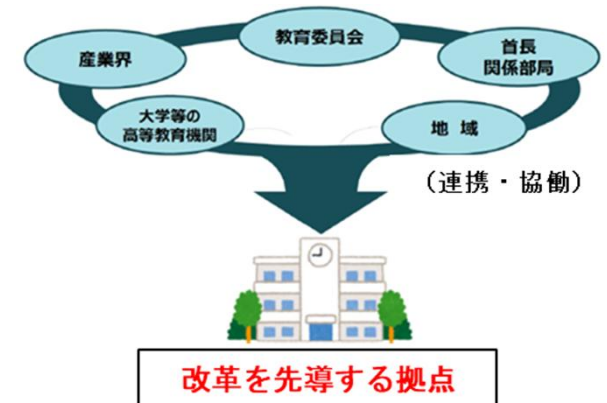 教育委員会
産業界
首長
関係部局
大学等の
高等教育機関
地 域
（連携・協働）
改革を先導する拠点